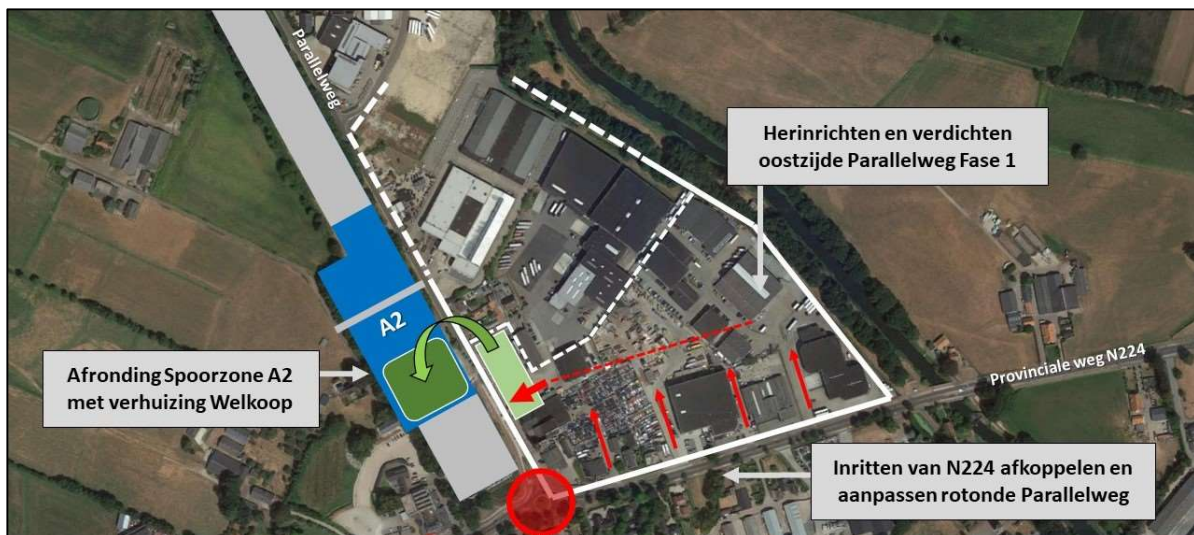 Parallelweg
Herinrichten en verdichten
oostzijde Parallelweg Fase 1
A2
Afronding Spoorzone A2
met verhuizing Welkoop
Provinciale weg N224
Inritten van N224 afkoppelen en
aanpassen rotonde Parallelweg